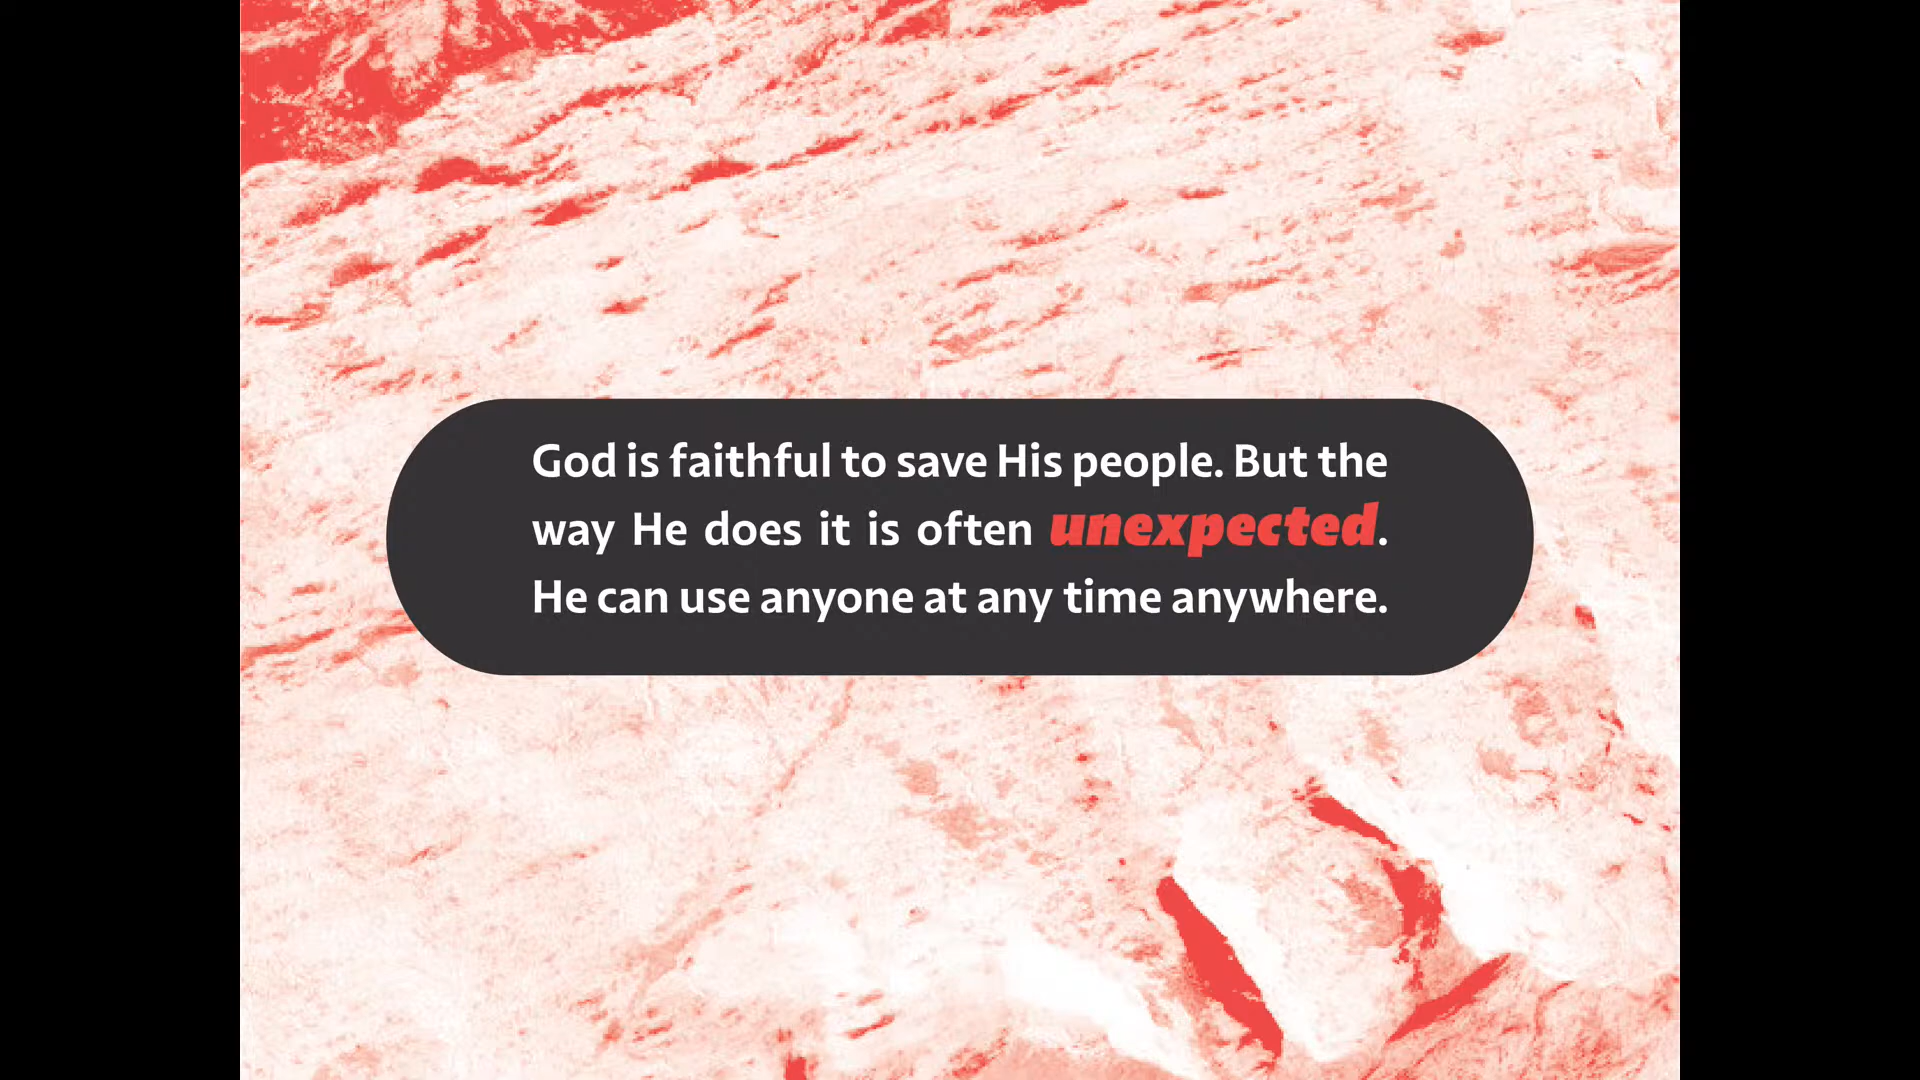 God is faithful to save His people. But the
way He does it is often unexpected.
He can use anyone at any time anywhere.